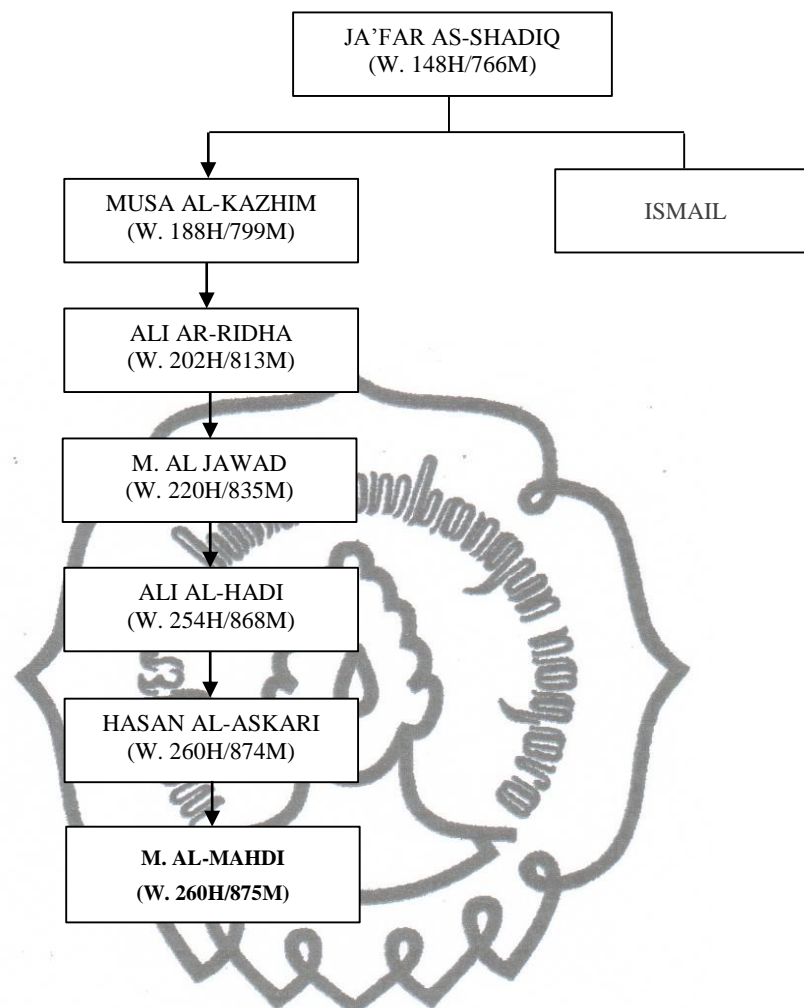 JA’FAR AS-SHADIQ
(W. 148H/766M)
MUSA AL-KAZHIM
(W. 188H/799M)
ISMAIL
ALI AR-RIDHA
(W. 202H/813M)
M. AL JAWAD
(W. 220H/835M)
ALI AL-HADI
(W. 254H/868M)
HASAN AL-ASKARI
(W. 260H/874M)
M. AL-MAHDI
(W. 260H/875M)